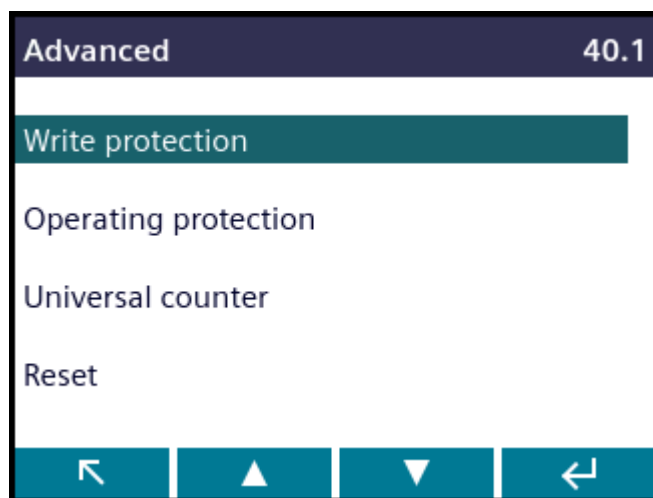 Advanced 40.1
Write protection
Operating protection
Universal counter
Reset